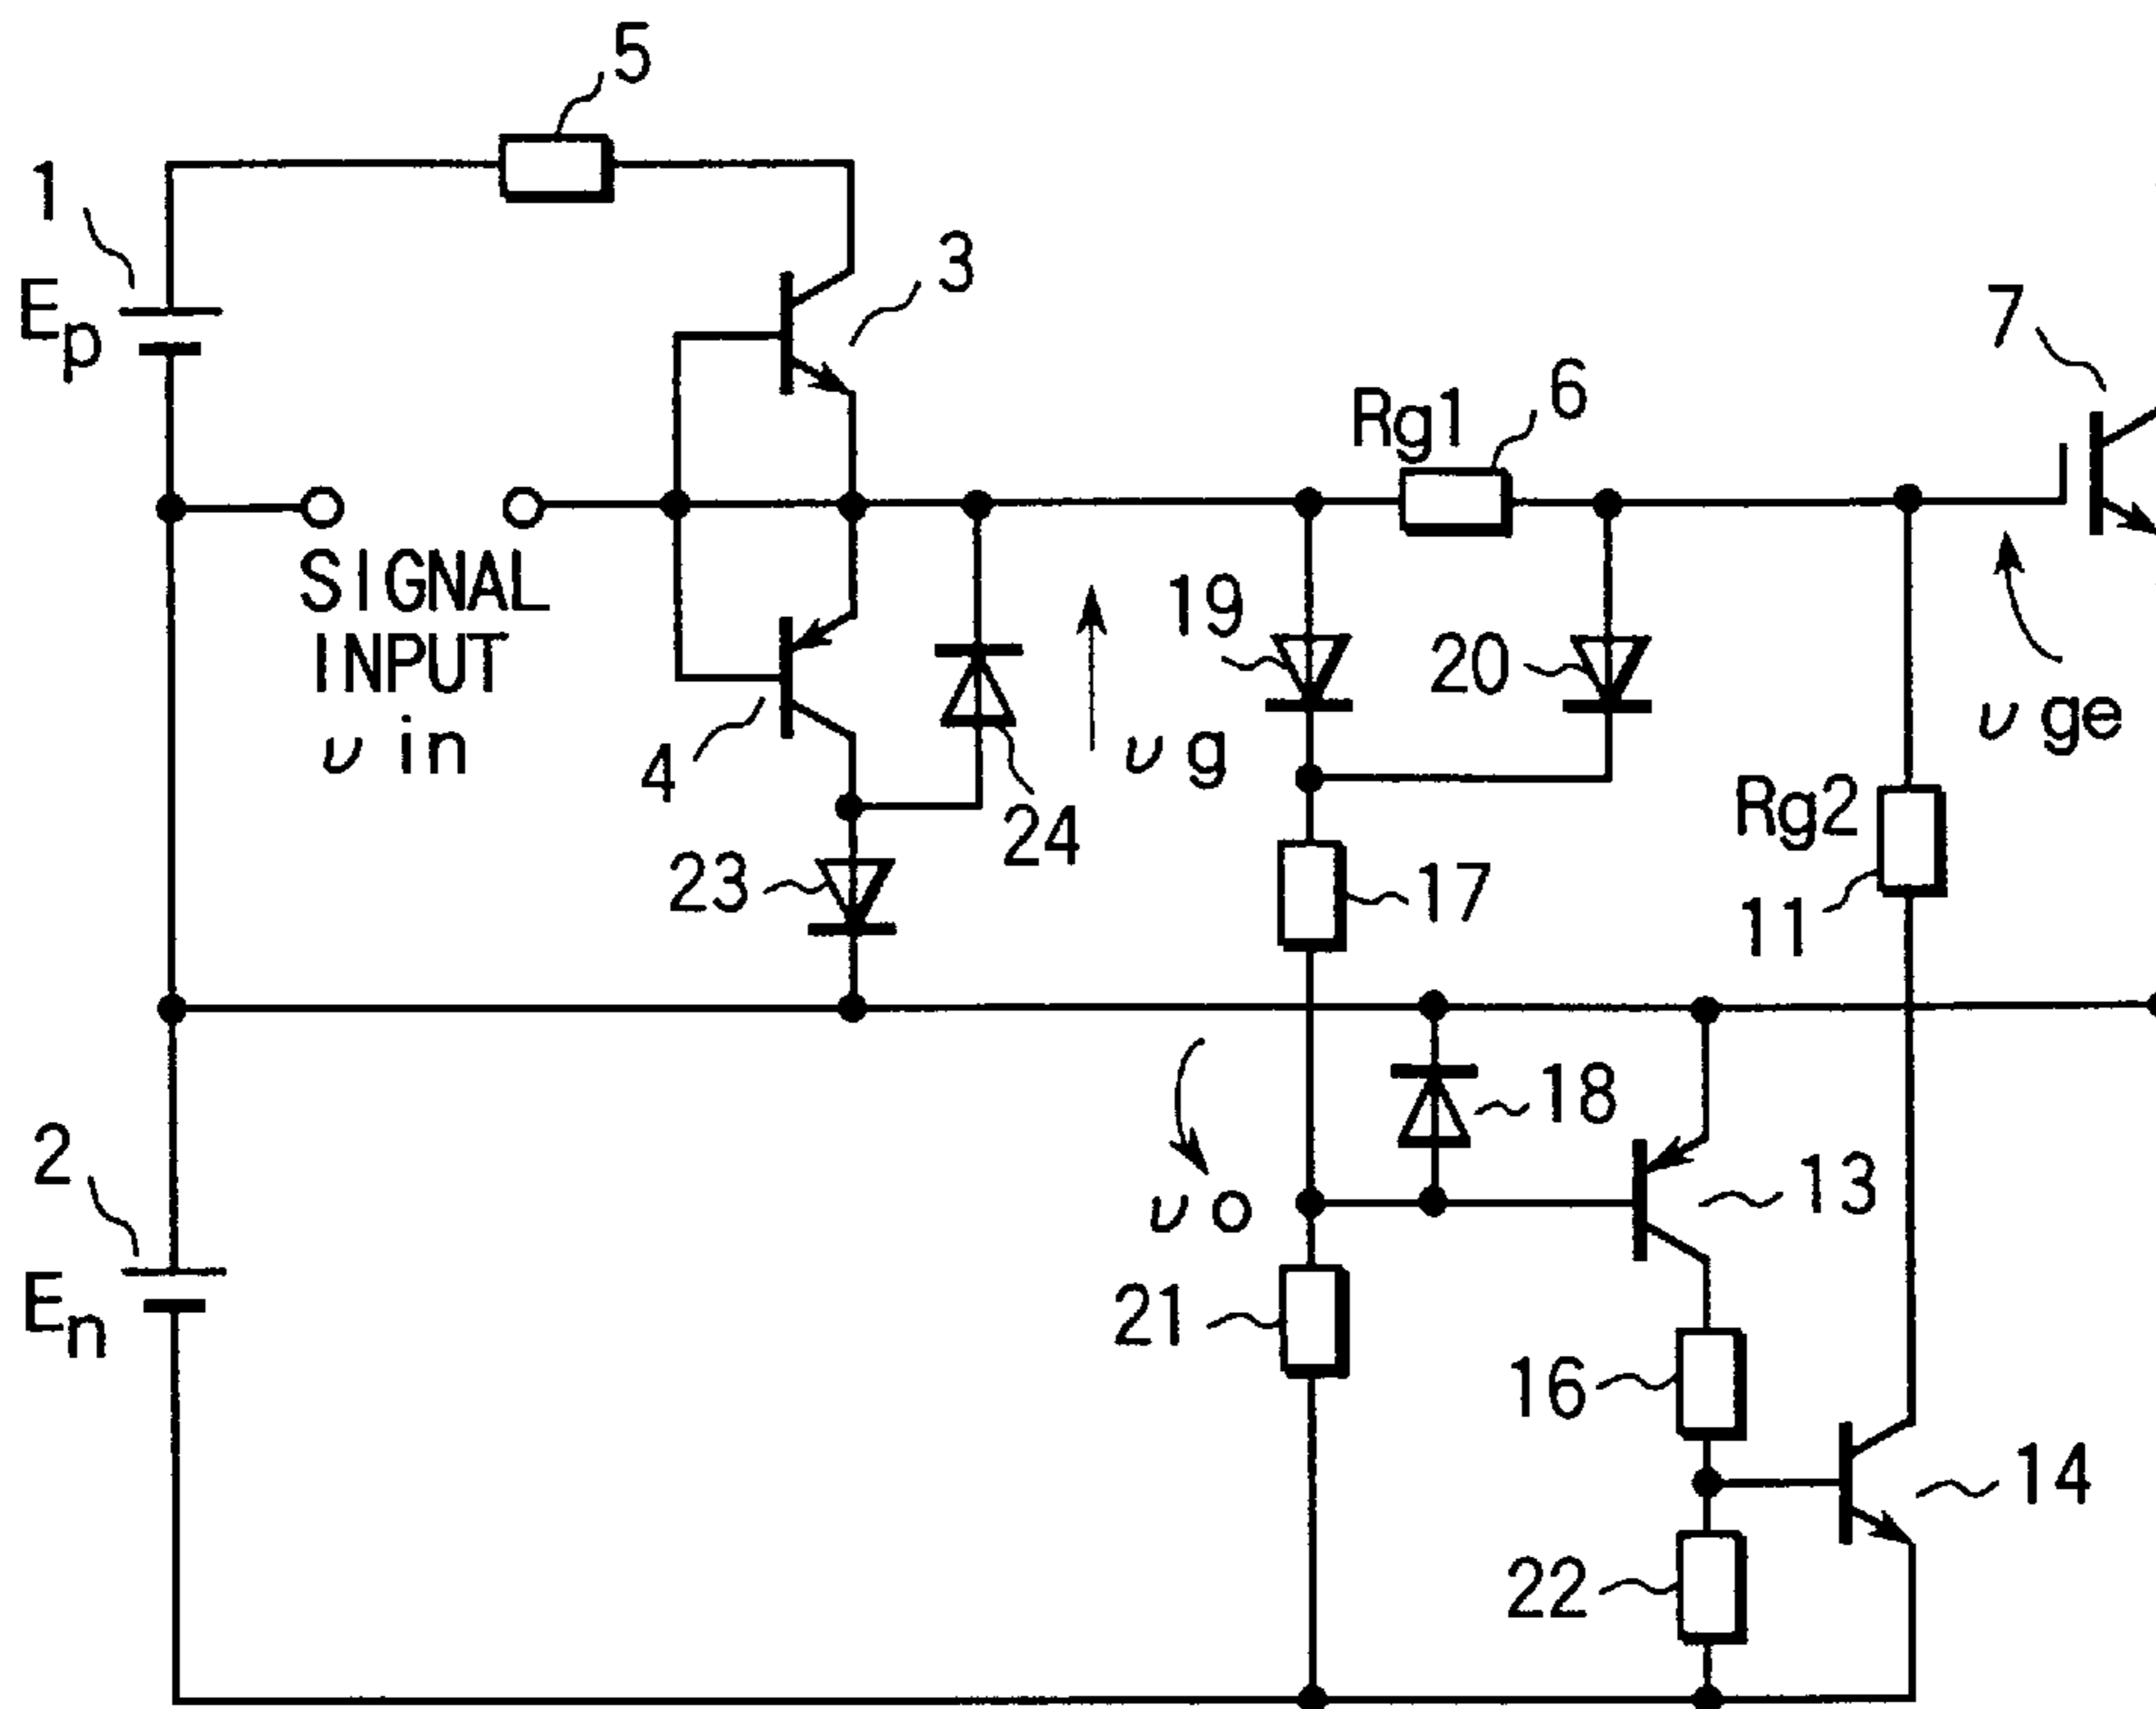 5
1
3
Ep
7
Rg1 6
SIGNAL
INPUT
ν in
19
20
ν g
ν ge
4
24
Rg2
23
17
11
18
2
ν o
13
En
21
16
14
22